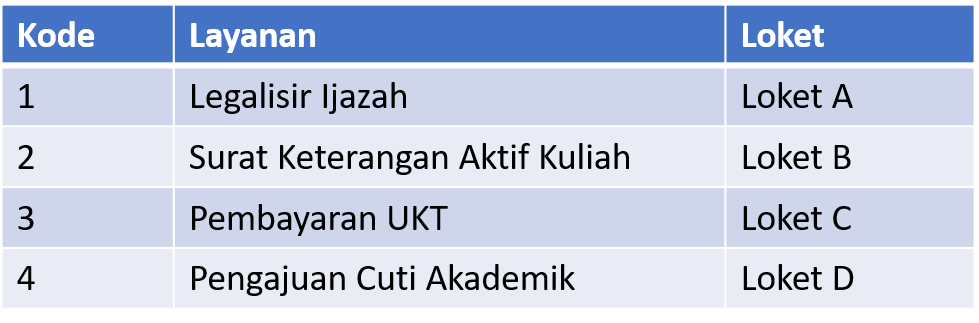 Kode Layanan Loket
1 Legalisir Ijazah Loket A
2 Surat Keterangan Aktif Kuliah Loket B
3 Pembayaran UKT Loket C
4 Pengajuan Cuti Akademik Loket D